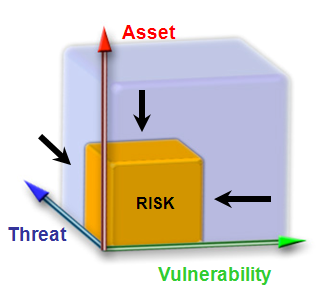 Asset
RISK
Threat
Vulnerability